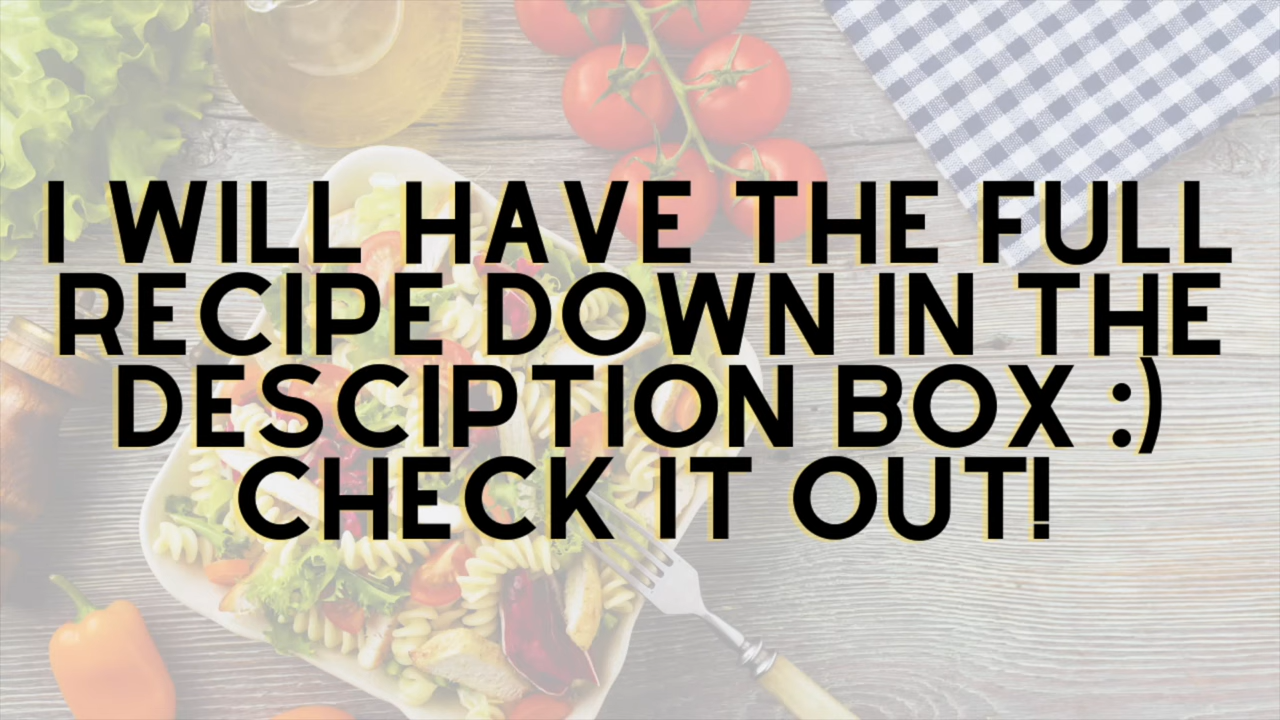 I WILL HAVE THE FULL
RECIPE DOWN IN THE
DESCIPTION BOX :)
CHECK IT OUT!